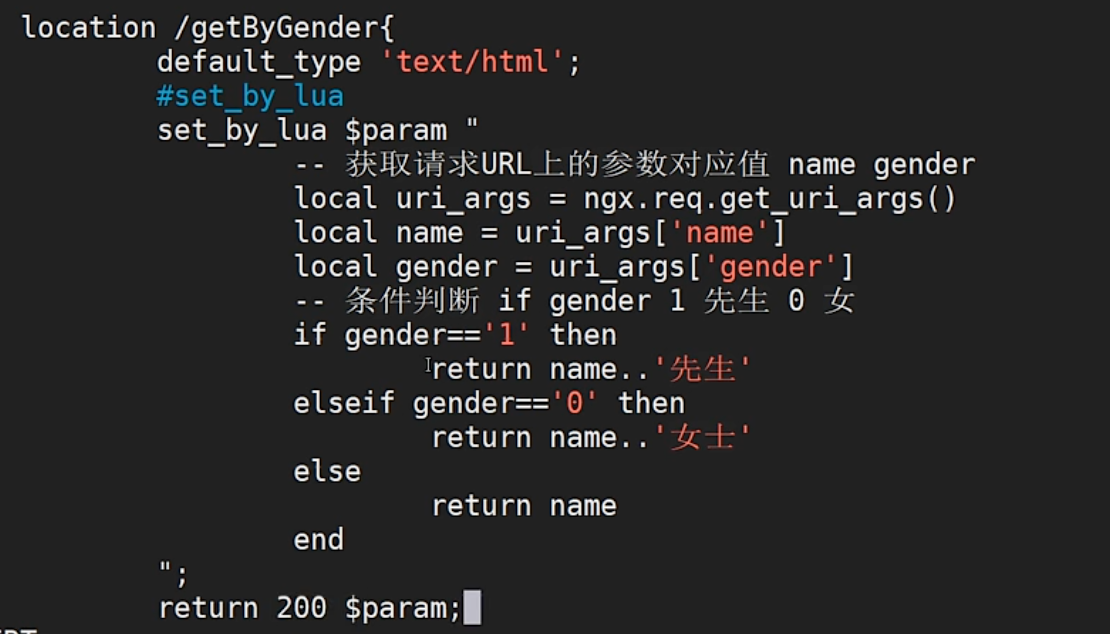 location /getByGender{
default_type 'text/html';
#set_by_lua
set_by_lua $param "
-- 获取请求URL上的参数对应值 name gender
local uri_args = ngx.req.get_uri_args()
local name = uri_args['name']
local gender = uri_args['gender']
-- 条件判断 if gender 1 先生 0 女
if gender=='1' then
return name..'先生'
elseif gender=='0' then
return name..'女士'
else
return name
end
";
return 200 $param;